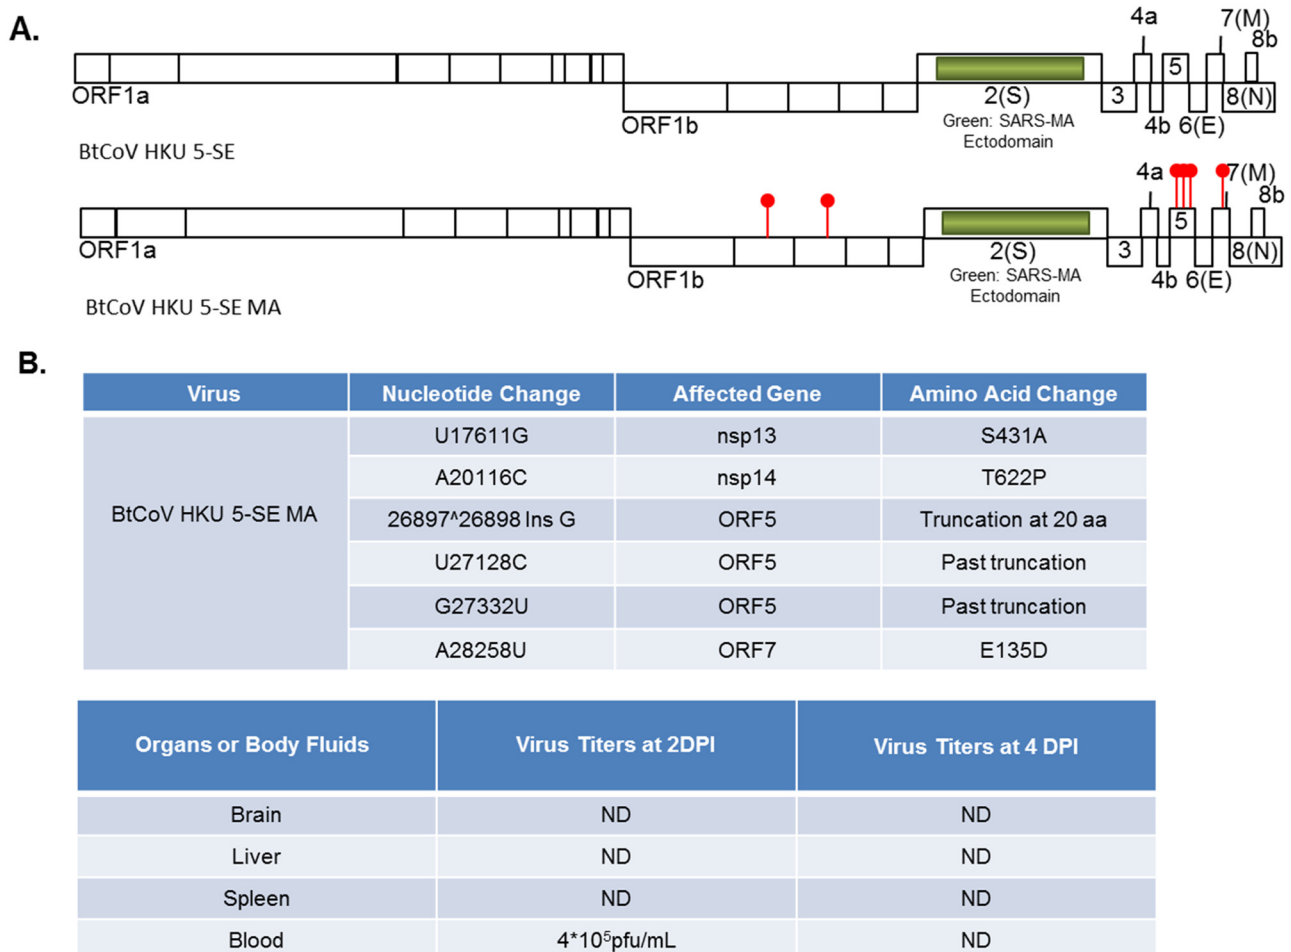 A.
4a
7(M)
8b
5
ORF1a
2(S)
3
8(N)
ORF1b
Green: SARS-MA
Ectodomain
4b
6(E)
BtCoV HKU 5-SE
4a
7(M)
8b
5
ORF1a
2(S)
3
8(N)
ORF1b
Green: SARS-MA
Ectodomain
4b 6(E)
BtCoV HKU 5-SE MA
B.
Virus Nucleotide Change Affected Gene Amino Acid Change
U17611G nsp13 S431A
A20116C nsp14 T622P
BtCoV HKU 5-SE MA 26897^26898 Ins G ORF5 Truncation at 20 aa
U27128C ORF5 Past truncation
G27332U ORF5 Past truncation
A28258U ORF7 E135D
Organs or Body Fluids Virus Titers at 2DPI Virus Titers at 4 DPI
Brain ND ND
Liver ND ND
Spleen ND ND
Blood 4*10⁵pfu/mL ND